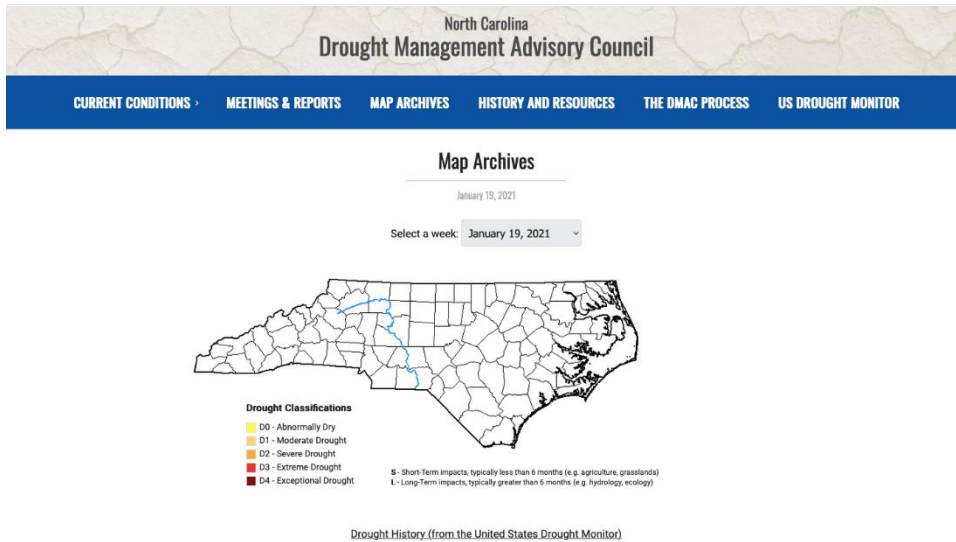 North Carolina
Drought Management Advisory Council
CURRENT CONDITIONS ›
MEETINGS & REPORTS
MAP ARCHIVES
HISTORY AND RESOURCES
THE DMAC PROCESS
US DROUGHT MONITOR
Map Archives
January 19, 2021
Select a week: January 19, 2021
Drought Classifications
D0 - Abnormally Dry
D1 - Moderate Drought
D2 - Severe Drought
D3 - Extreme Drought
D4 - Exceptional Drought
S - Short-Term impacts, typically less than 6 months (e.g. agriculture, grasslands)
L - Long-Term impacts, typically greater than 6 months (e.g. hydrology, ecology)
Drought History (from the United States Drought Monitor)